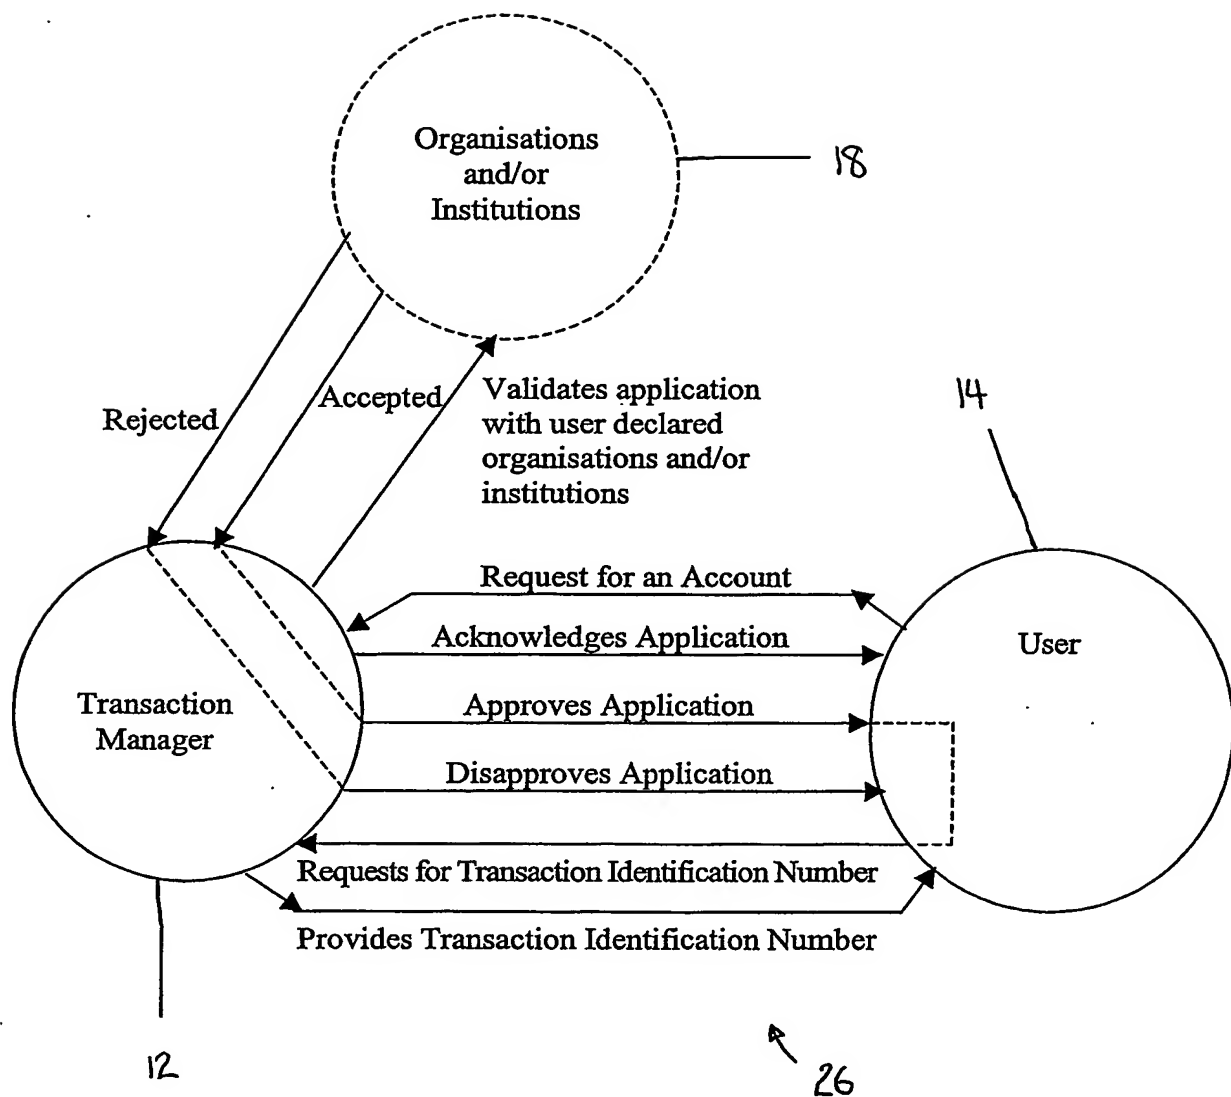 Organisations
and/or
Institutions
18
Rejected
Accepted
Validates application
with user declared
organisations and/or
institutions
14
Request for an Account
Acknowledges Application
User
Transaction
Manager
Approves Application
Disapproves Application
Requests for Transaction Identification Number
Provides Transaction Identification Number
12
26